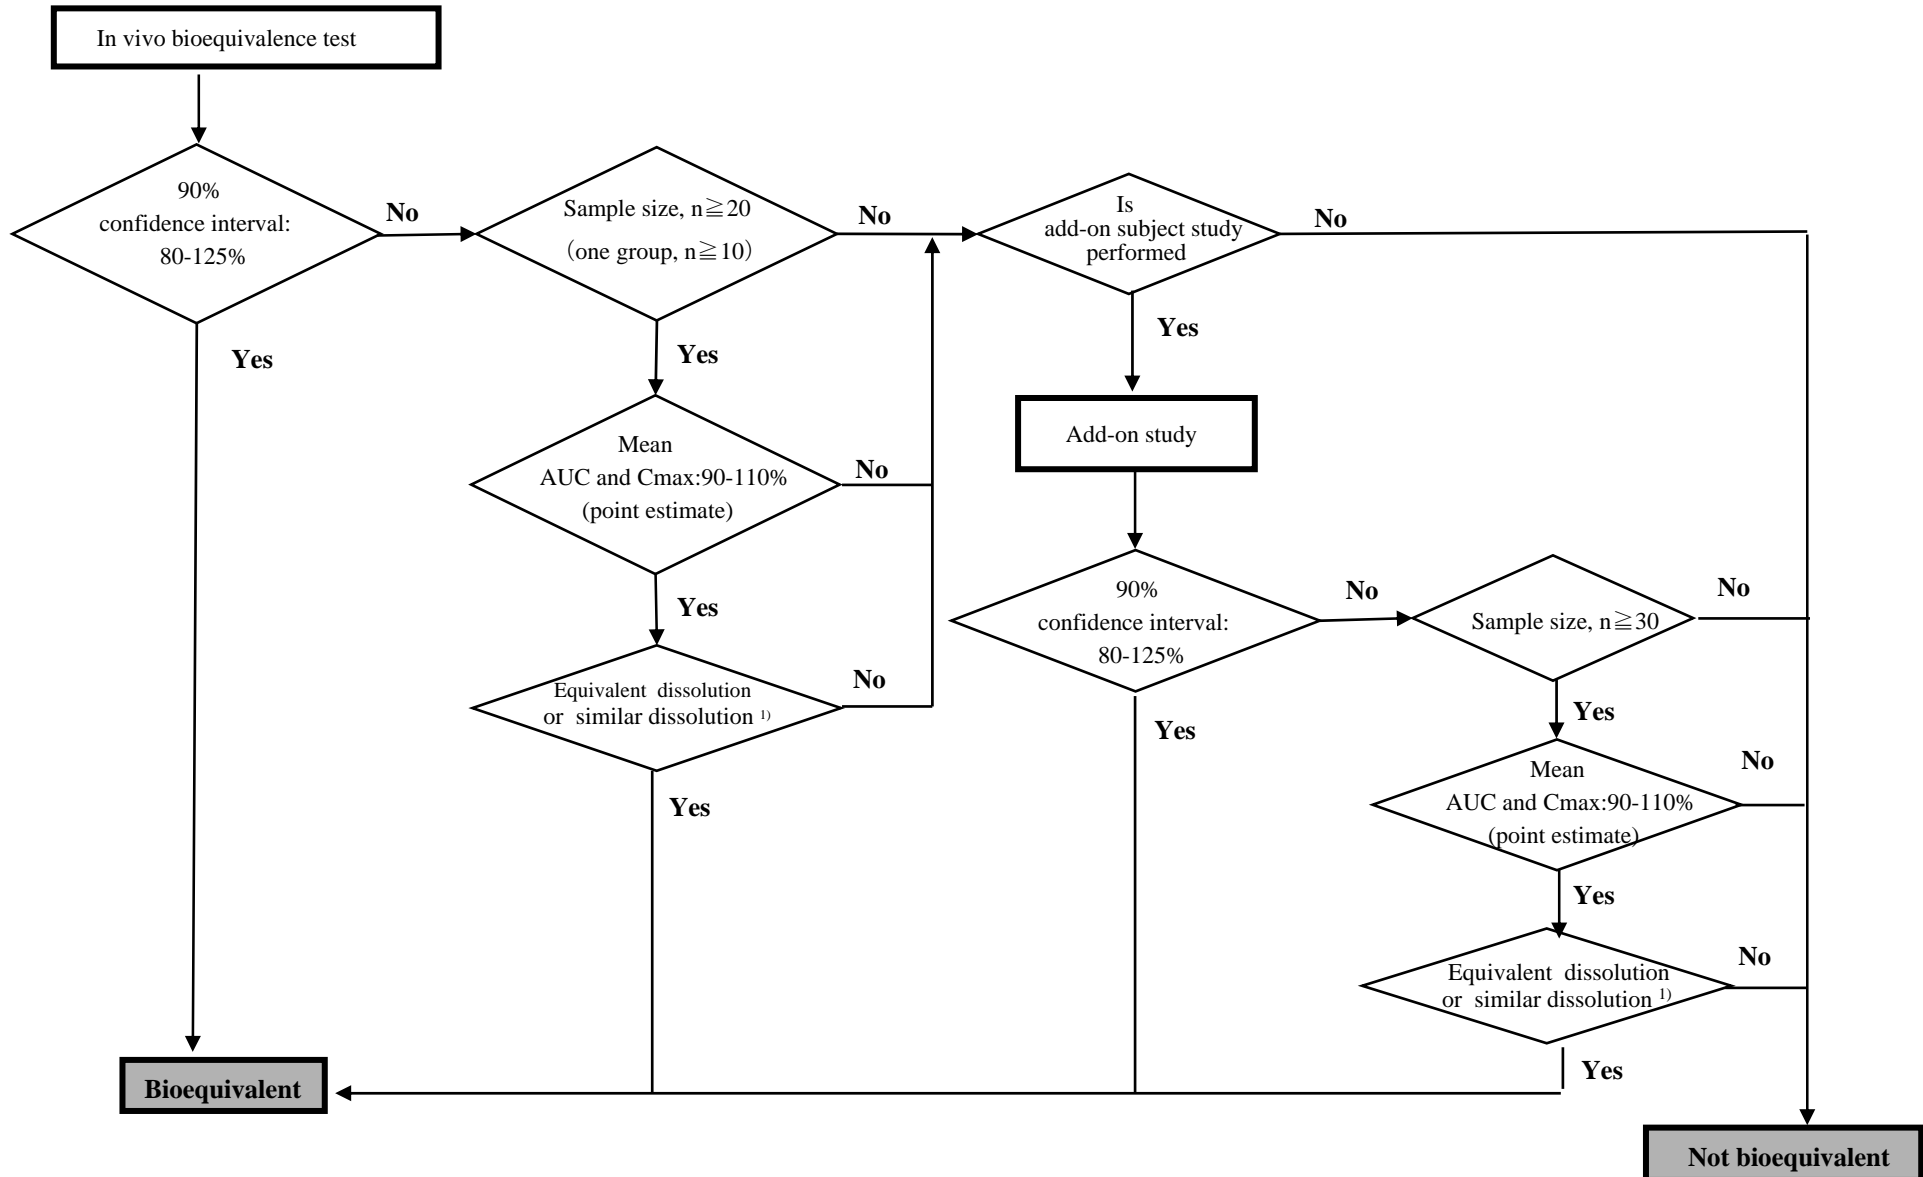 In vivo bioequivalence test
90%
confidence interval:
80-125%
No
Yes
Sample size, n≧20
(one group, n≧10)
No
Yes
Mean
AUC and Cmax:90-110%
(point estimate)
No
Yes
Equivalent dissolution
or similar dissolution 1)
No
Yes
Is
add-on subject study
performed
No
Yes
Add-on study
90%
confidence interval:
80-125%
No
Yes
Sample size, n≧30
No
Yes
Mean
AUC and Cmax:90-110%
(point estimate)
No
Yes
Equivalent dissolution
or similar dissolution 1)
No
Yes
Bioequivalent
Not bioequivalent